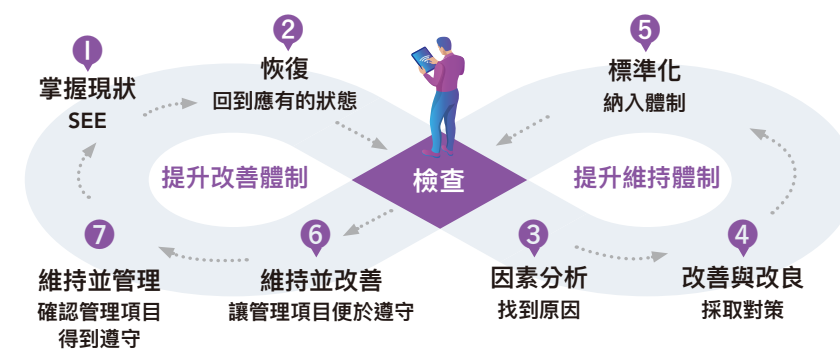 1
掌握現狀
SEE
2
恢復
回到應有的狀態
5
標準化
納入體制
提升改善體制
檢查
提升維持體制
7
維持並管理
確認管理項目
得到遵守
6
維持並改善
讓管理項目便於遵守
3
因素分析
找到原因
4
改善與改良
採取對策